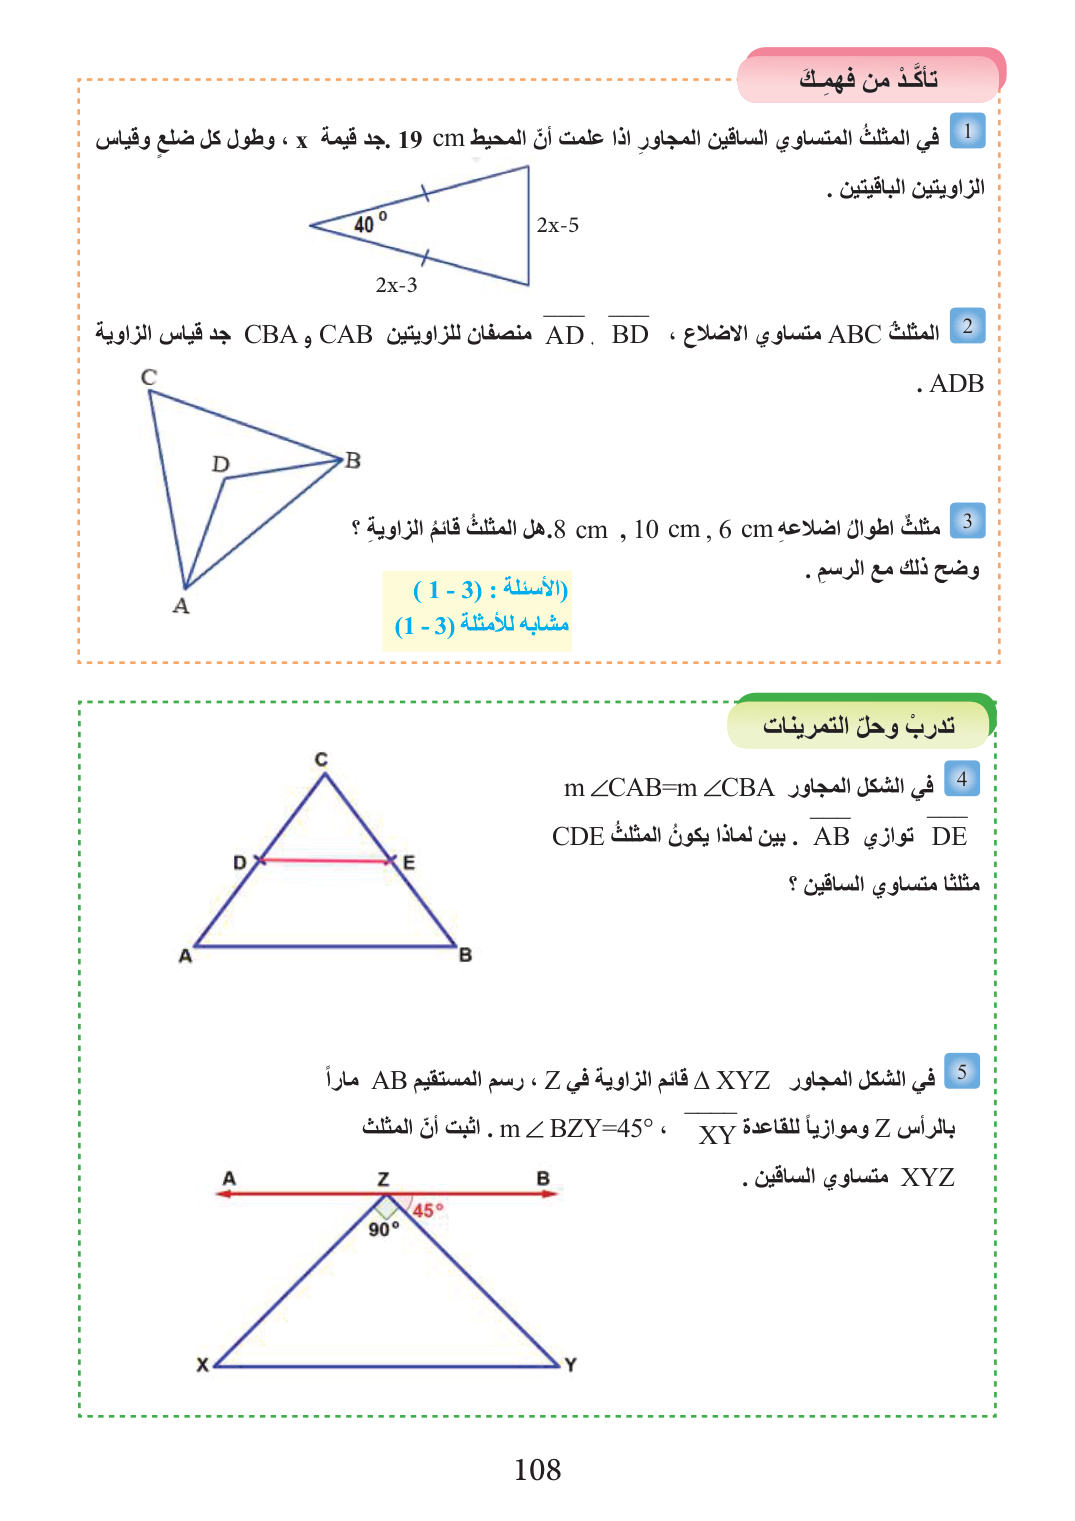 تأكَّدْ من فهمِكَ
1 في المثلثُ المتساوي الساقين المجاورِ اذا علمت أنّ المحيط 19 cm .جد قيمة x ، وطول كل ضلعٍ وقياس
الزاويتين الباقيتين .
40°
2x-5
2x-3
2 المثلثُ ABC متساوي الاضلاع ، BD , AD منصفان للزاويتين CAB و CBA جد قياس الزاوية
ADB .
C
D
B
A
3 مثلثٌ اطوالُ اضلاعهِ 8 cm , 10 cm , 6 cm.هل المثلثُ قائمُ الزاويةِ ؟
وضح ذلك مع الرسمِ .
(الأسئلة : (3 - 1 )
مشابه للأمثلة (3 - 1)
تدربْ وحلّ التمرينات
4 في الشكل المجاور m∠CAB=m∠CBA
DE توازي AB . بين لماذا يكونُ المثلثُ CDE
مثلثا متساوي الساقين ؟
C
D
E
A
B
5 في الشكل المجاور Δ XYZ قائم الزاوية في Z ، رسم المستقيم AB ماراً
بالرأس Z وموازياً للقاعدة XY ، m∠BZY=45° . اثبت أنّ المثلث
XYZ متساوي الساقين .
A
Z
B
45°
90°
X
Y
108